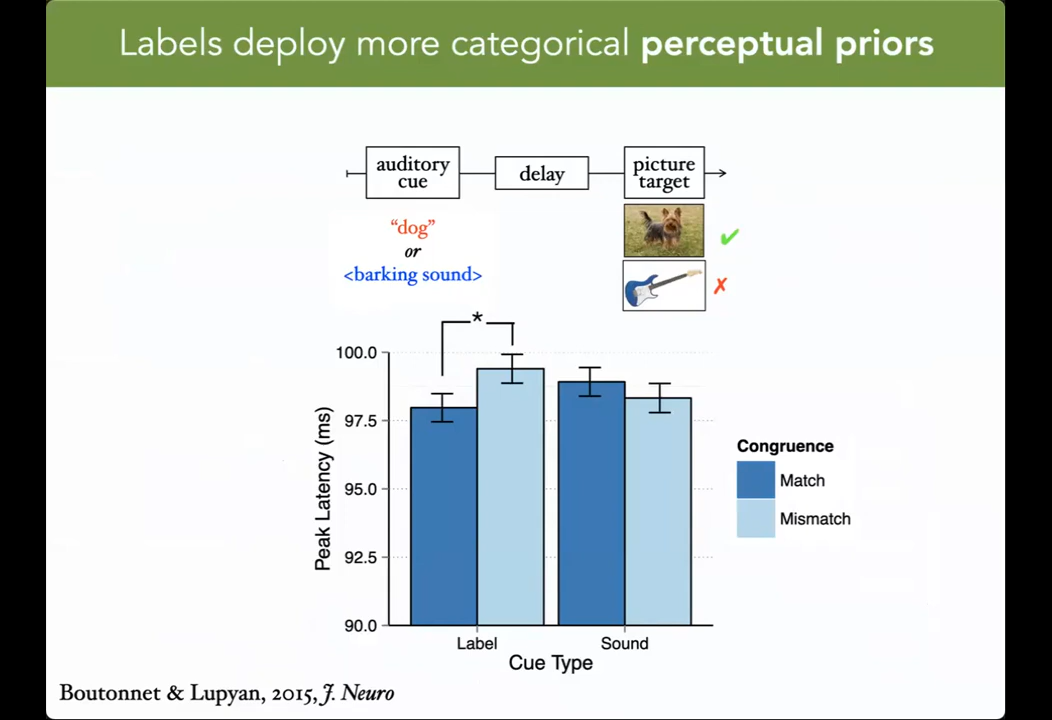 Labels deploy more categorical perceptual priors
auditory
cue
delay
picture
target
“dog”
or
<barking sound>
*
100.0
97.5
95.0
92.5
90.0
Peak Latency (ms)
Label
Sound
Cue Type
Congruence
Match
Mismatch
Boutonnet & Lupyan, 2015, J. Neuro